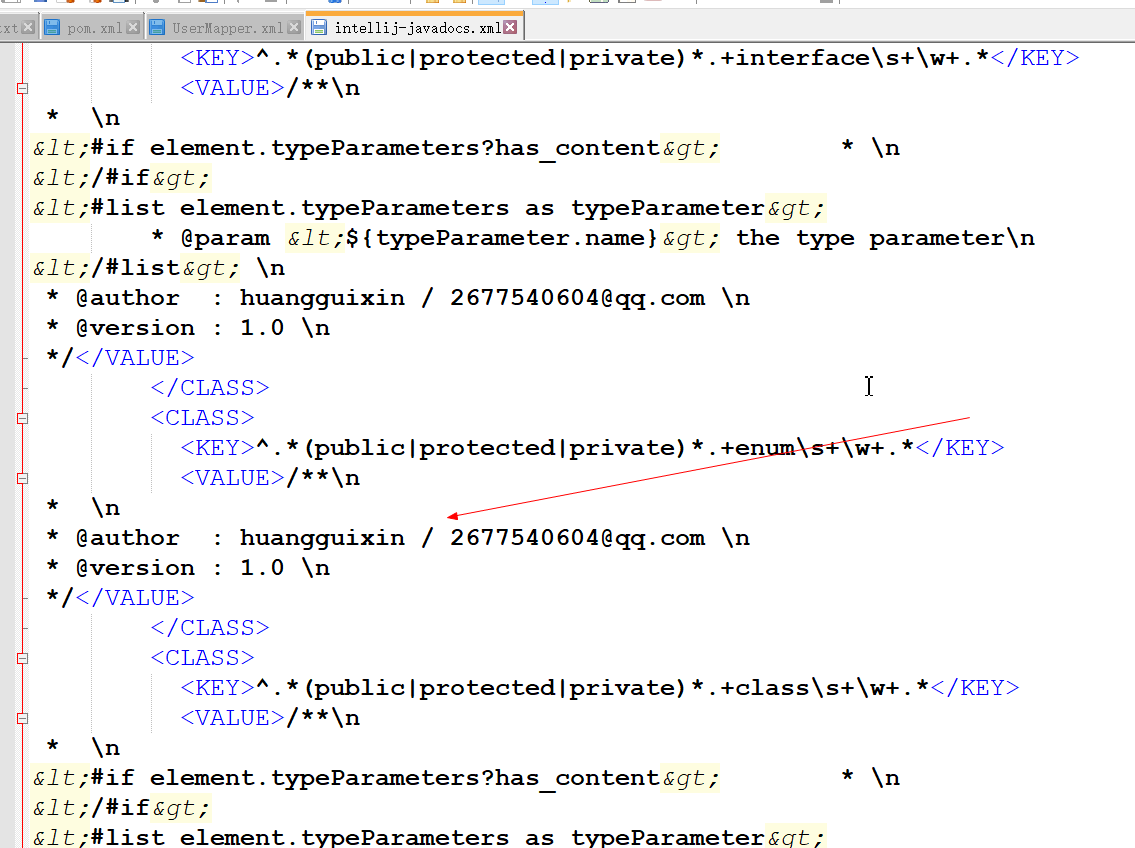 txt pom.xml UserMapper.xml intellij-javadocs.xml
<KEY>^.*(public|protected|private)*.+interface\s+\w+.*</KEY>
<VALUE>/**\n
*  \n
&lt;#if element.typeParameters?has_content&gt;        * \n
&lt;/#if&gt;
&lt;#list element.typeParameters as typeParameter&gt;
* @param &lt;${typeParameter.name}&gt; the type parameter\n
&lt;/#list&gt; \n
* @author  : huangguixin / 2677540604@qq.com \n
* @version : 1.0 \n
*/</VALUE>
</CLASS>
<CLASS>
<KEY>^.*(public|protected|private)*.+enum\s+\w+.*</KEY>
<VALUE>/**\n
*  \n
* @author  : huangguixin / 2677540604@qq.com \n
* @version : 1.0 \n
*/</VALUE>
</CLASS>
<CLASS>
<KEY>^.*(public|protected|private)*.+class\s+\w+.*</KEY>
<VALUE>/**\n
*  \n
&lt;#if element.typeParameters?has_content&gt;        * \n
&lt;/#if&gt;
&lt;#list element.typeParameters as typeParameter&gt;